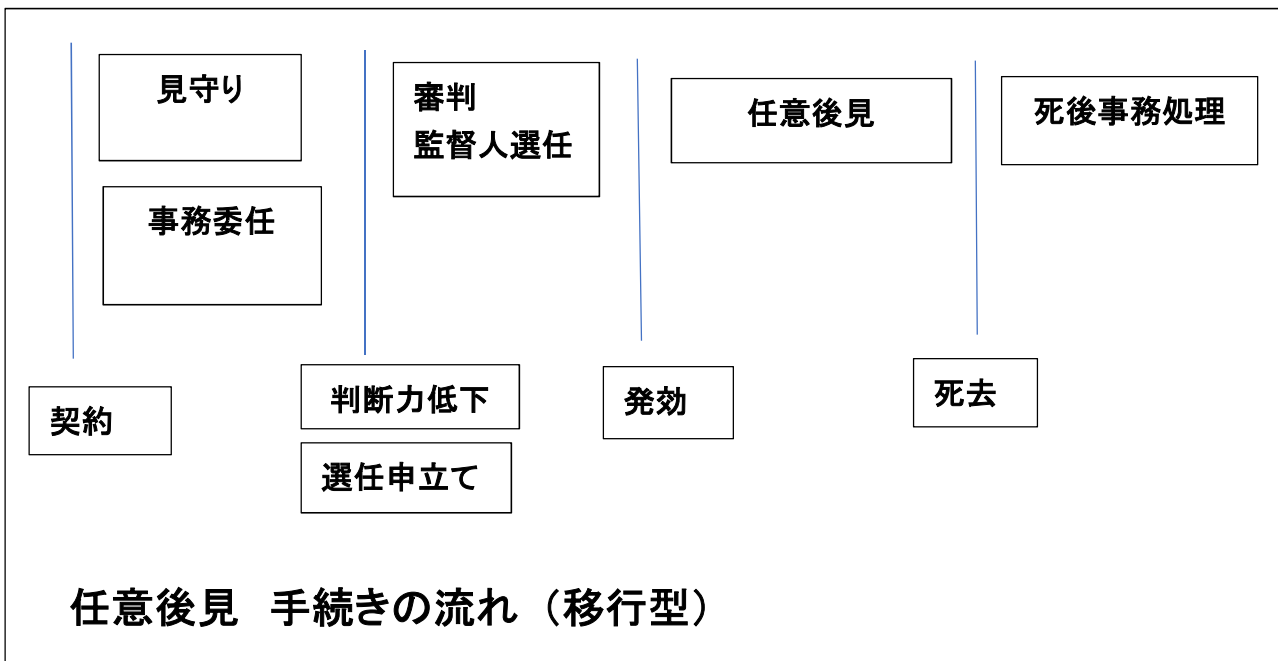 見守り
事務委任
審判
監督人選任
任意後見
死後事務処理
契約
判断力低下
選任申立て
発効
死去
任意後見　手続きの流れ（移行型）